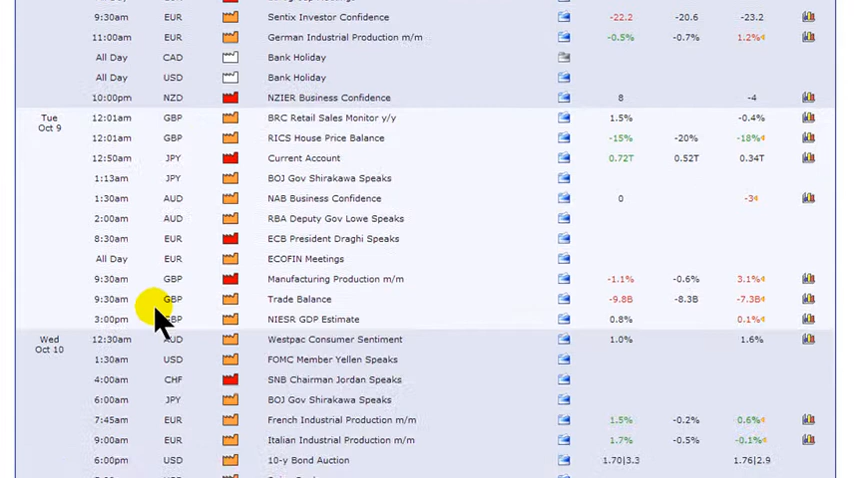 9:30am EUR Sentix Investor Confidence -22.2 -20.6 -23.2
11:00am EUR German Industrial Production m/m -0.5% -0.7% 1.2%
All Day CAD Bank Holiday
All Day USD Bank Holiday
10:00pm NZD NZIER Business Confidence 8 -4
Tue Oct 9 12:01am GBP BRC Retail Sales Monitor y/y 1.5% -0.4%
12:01am GBP RICS House Price Balance -15% -20% -18%
12:50am JPY Current Account 0.72T 0.52T 0.34T
1:13am JPY BOJ Gov Shirakawa Speaks
1:30am AUD NAB Business Confidence 0 -3
2:00am AUD RBA Deputy Gov Lowe Speaks
8:30am EUR ECB President Draghi Speaks
All Day EUR ECOFIN Meetings
9:30am GBP Manufacturing Production m/m -1.1% -0.6% 3.1%
9:30am GBP Trade Balance -9.8B -8.3B -7.3B
3:00pm GBP NIESR GDP Estimate 0.8% 0.1%
Wed Oct 10 12:30am AUD Westpac Consumer Sentiment 1.0% 1.6%
1:30am USD FOMC Member Yellen Speaks
4:00am CHF SNB Chairman Jordan Speaks
6:00am JPY BOJ Gov Shirakawa Speaks
7:45am EUR French Industrial Production m/m 1.5% -0.2% 0.6%
9:00am EUR Italian Industrial Production m/m 1.7% -0.5% -0.1%
6:00pm USD 10-y Bond Auction 1.70|3.3 1.76|2.9